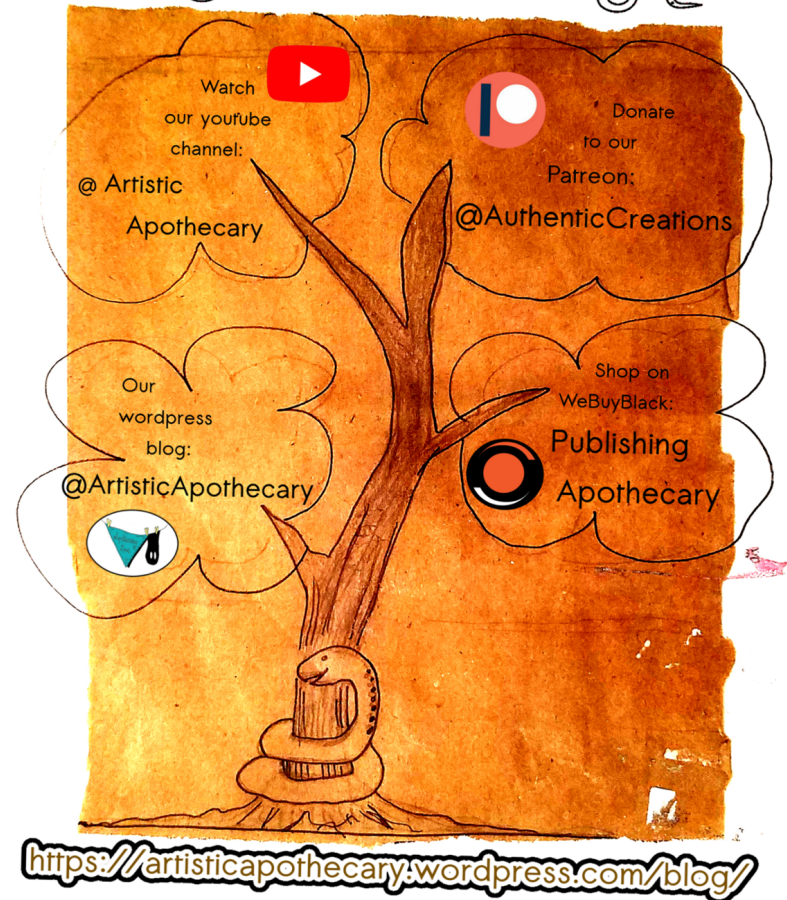 Watch
our youtube
channel:
@ Artistic
Apothecary
Donate
to our
Patreon:
@AuthenticCreations
Our
wordpress
blog:
@ArtisticApothecary
Shop on
WeBuyBlack:
Publishing
Apothecary
https://artisticapothecary.wordpress.com/blog/